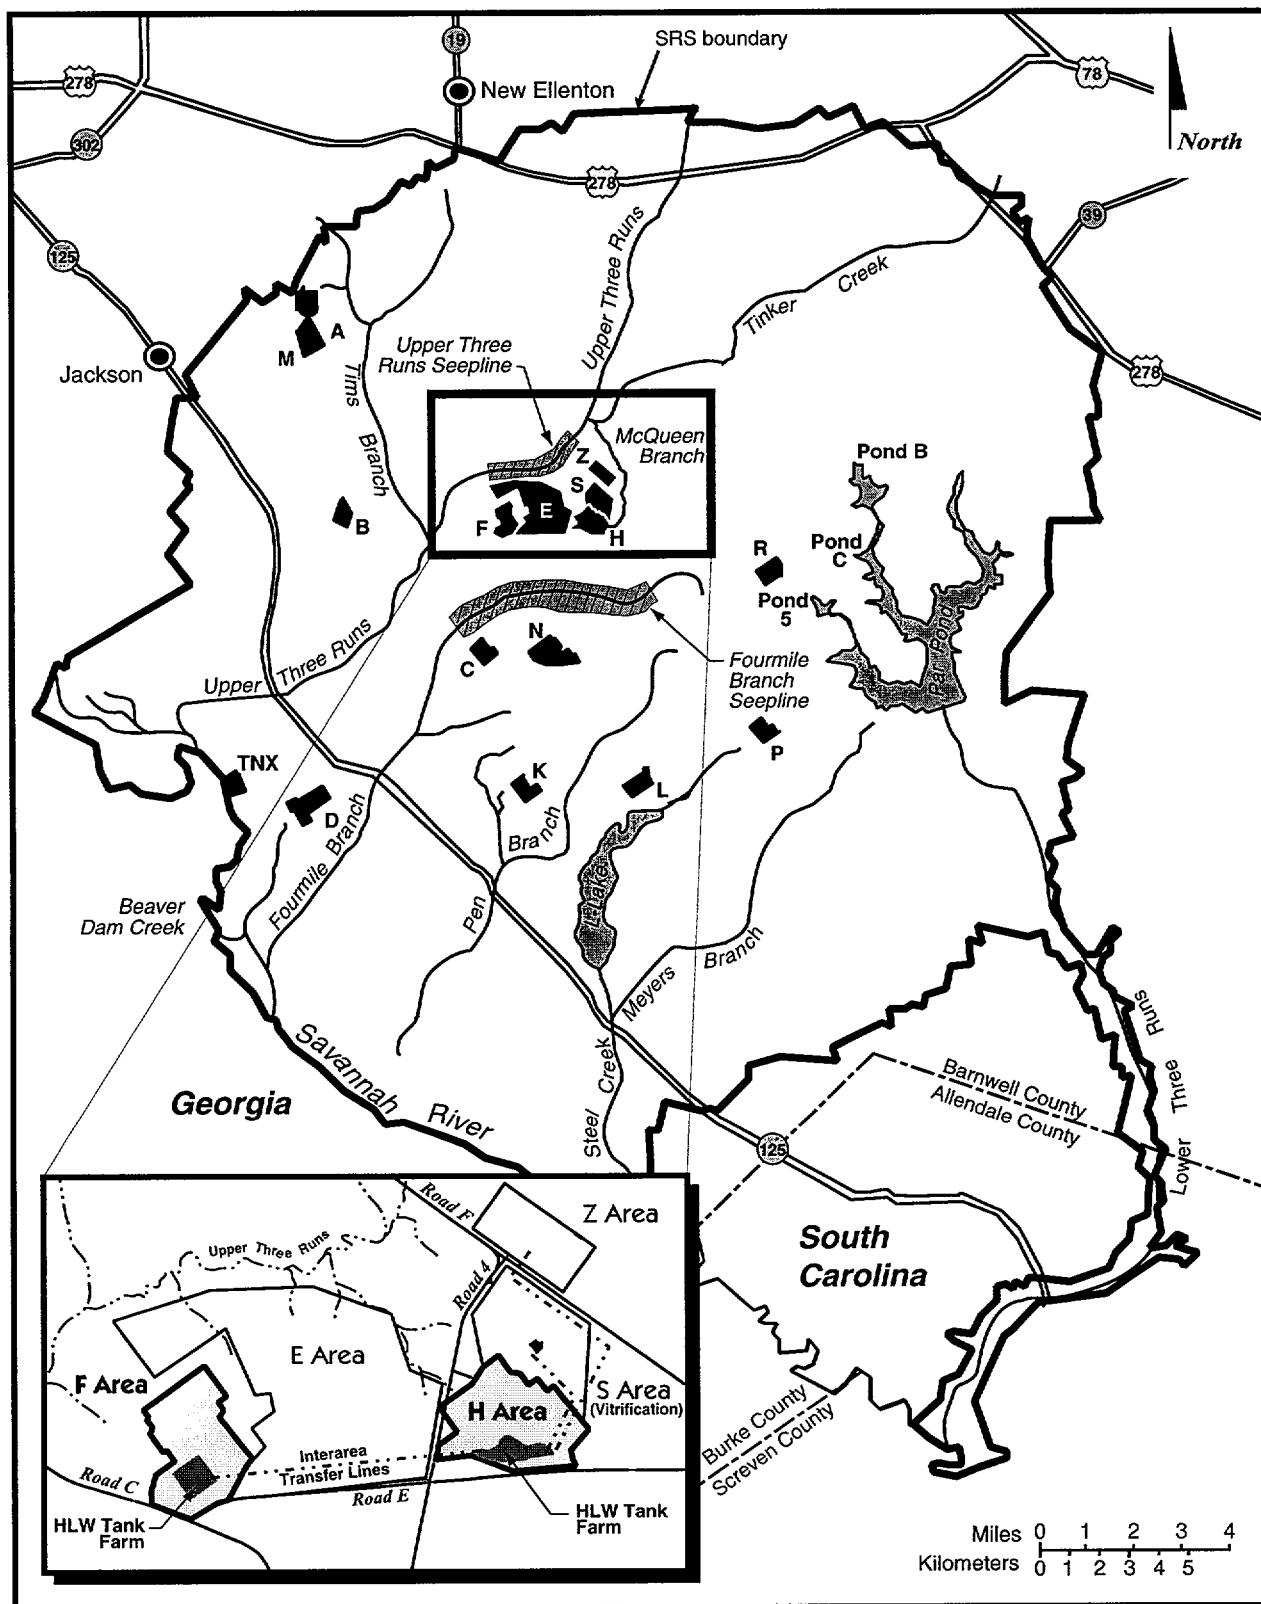 19
SRS boundary
278
New Ellenton
78
302
North
278
39
125
Upper Three Runs
Tinker Creek
A
M
Upper Three
Runs Seepline
Jackson
278
Tims Branch
McQueen
Branch
Z
Pond B
S
E
B
F
H
R
Pond
C
Pond
5
N
C
Fourmile
Branch
Seepline
Par Pond
Upper Three Runs
P
TNX
K
L
D
Fourmile Branch
Pen Branch
L-Lake
Beaver
Dam Creek
Meyers Branch
Savannah River
Steel Creek
Lower Three Runs
Georgia
Barnwell County
Allendale County
125
South
Carolina
Burke County
Screven County
Road F
Z Area
Upper Three Runs
Road 4
E Area
F Area
S Area
(Vitrification)
H Area
Interarea
Transfer Lines
Road C
Road E
HLW Tank
Farm
HLW Tank
Farm
Miles 0 1 2 3 4
Kilometers 0 1 2 3 4 5